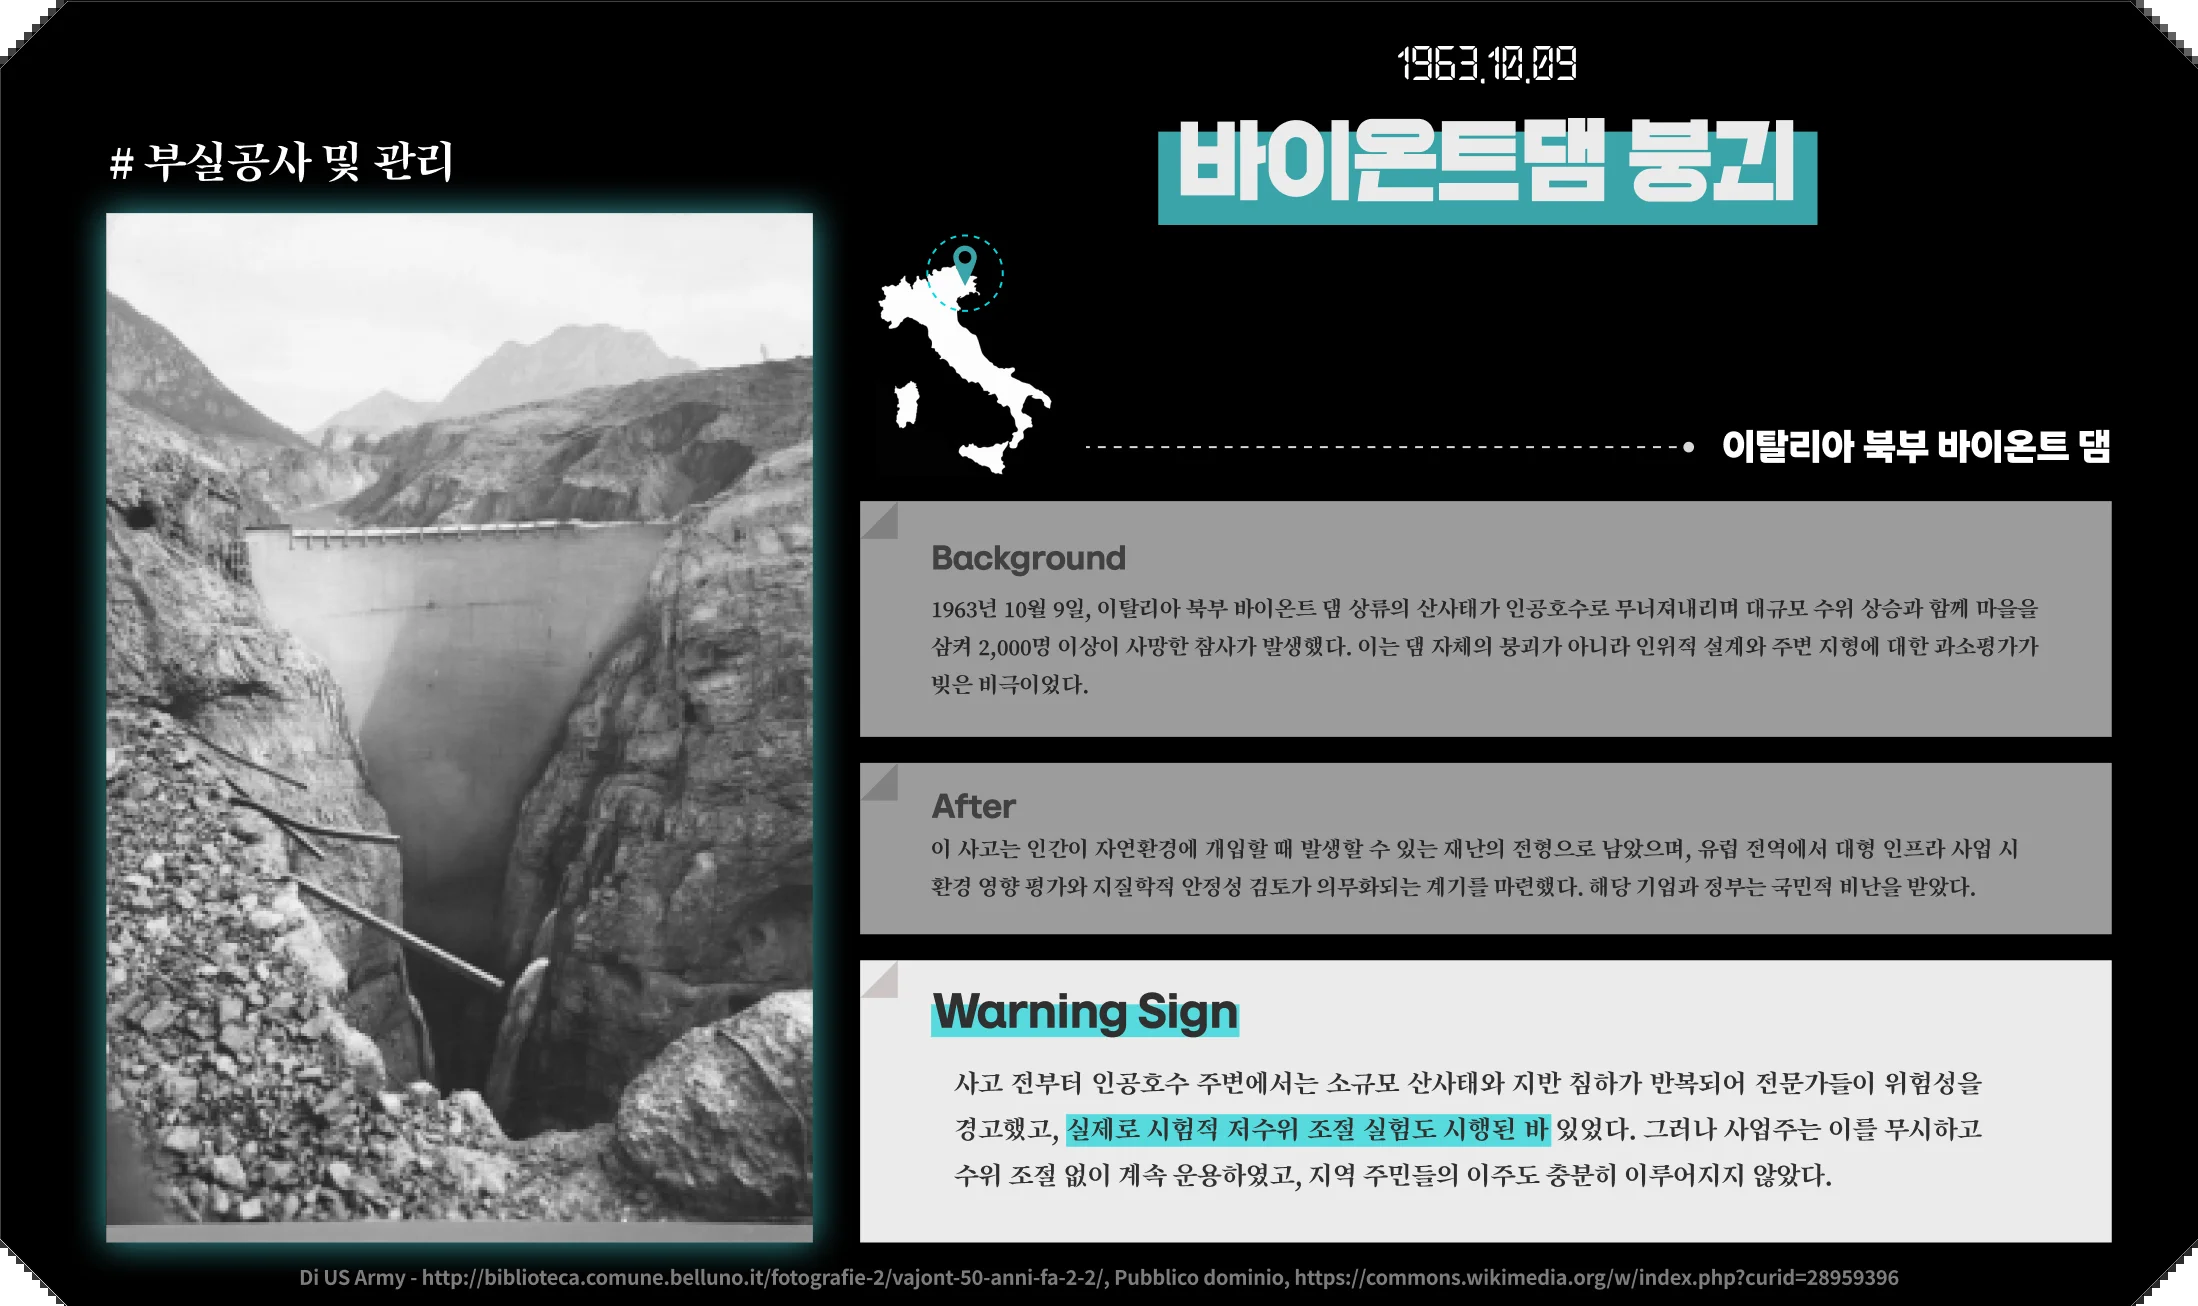 1963.10.09
바이온트댐 붕괴
# 부실공사 및 관리
이탈리아 북부 바이온트 댐
Background
1963년 10월 9일, 이탈리아 북부 바이온트 댐 상류의 산사태가 인공호수로 무너져내리며 대규모 수위 상승과 함께 마을을
삼켜 2,000명 이상이 사망한 참사가 발생했다. 이는 댐 자체의 붕괴가 아니라 인위적 설계와 주변 지형에 대한 과소평가가
빚은 비극이었다.
After
이 사고는 인간이 자연환경에 개입할 때 발생할 수 있는 재난의 전형으로 남았으며, 유럽 전역에서 대형 인프라 사업 시
환경 영향 평가와 지질학적 안정성 검토가 의무화되는 계기를 마련했다. 해당 기업과 정부는 국민적 비난을 받았다.
Warning Sign
사고 전부터 인공호수 주변에서는 소규모 산사태와 지반 침하가 반복되어 전문가들이 위험성을
경고했고, 실제로 시험적 저수위 조절 실험도 시행된 바 있었다. 그러나 사업주는 이를 무시하고
수위 조절 없이 계속 운용하였고, 지역 주민들의 이주도 충분히 이루어지지 않았다.
Di US Army - http://biblioteca.comune.belluno.it/fotografie-2/vajont-50-anni-fa-2-2/, Pubblico dominio, https://commons.wikimedia.org/w/index.php?curid=28959396